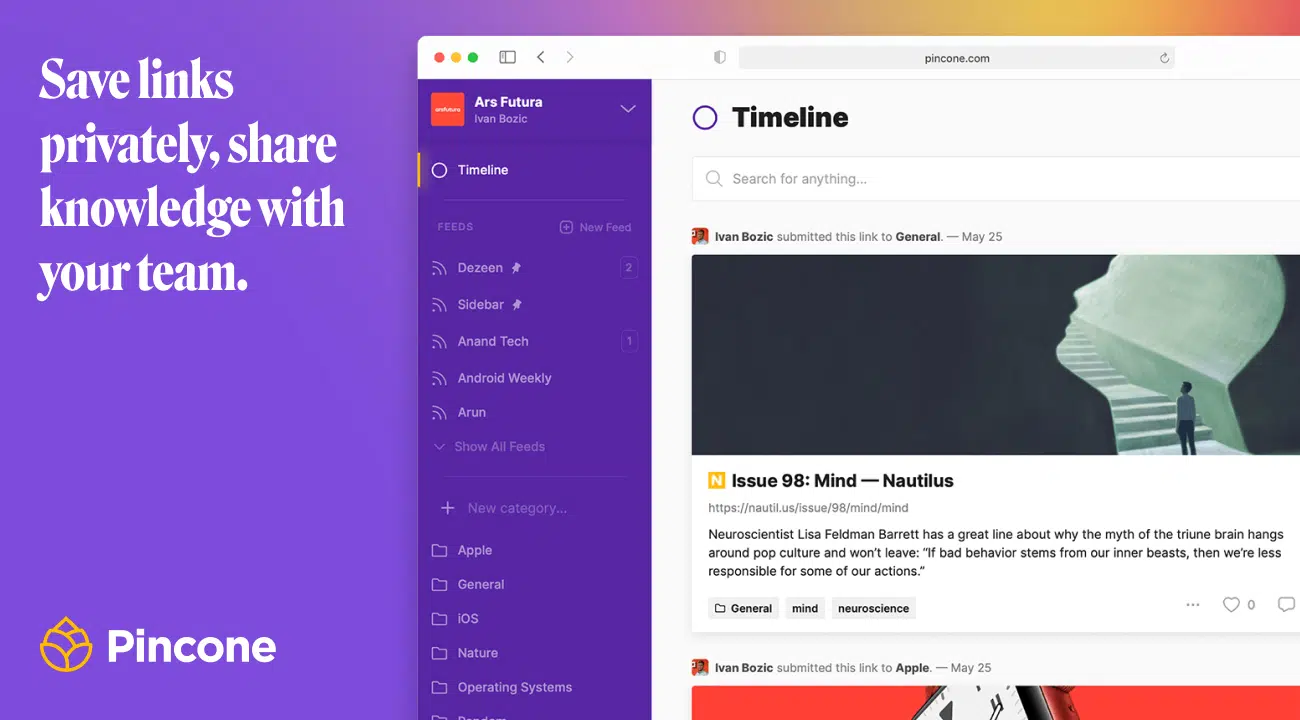 Save links
privately, share
knowledge with
your team.
Pincone
pincone.com
arsfutura
Ars Futura
Ivan Bozic
Timeline
FEEDS
New Feed
Dezeen
2
Sidebar
Anand Tech
1
Android Weekly
Arun
Show All Feeds
New category...
Apple
General
iOS
Nature
Operating Systems
Random
Timeline
Search for anything...
Ivan Bozic submitted this link to General. — May 25
N Issue 98: Mind — Nautilus
https://nautil.us/issue/98/mind/mind
Neuroscientist Lisa Feldman Barrett has a great line about why the myth of the triune brain hangs
around pop culture and won’t leave: “If bad behavior stems from our inner beasts, then we’re less
responsible for some of our actions.”
General mind neuroscience
0
Ivan Bozic submitted this link to Apple. — May 25